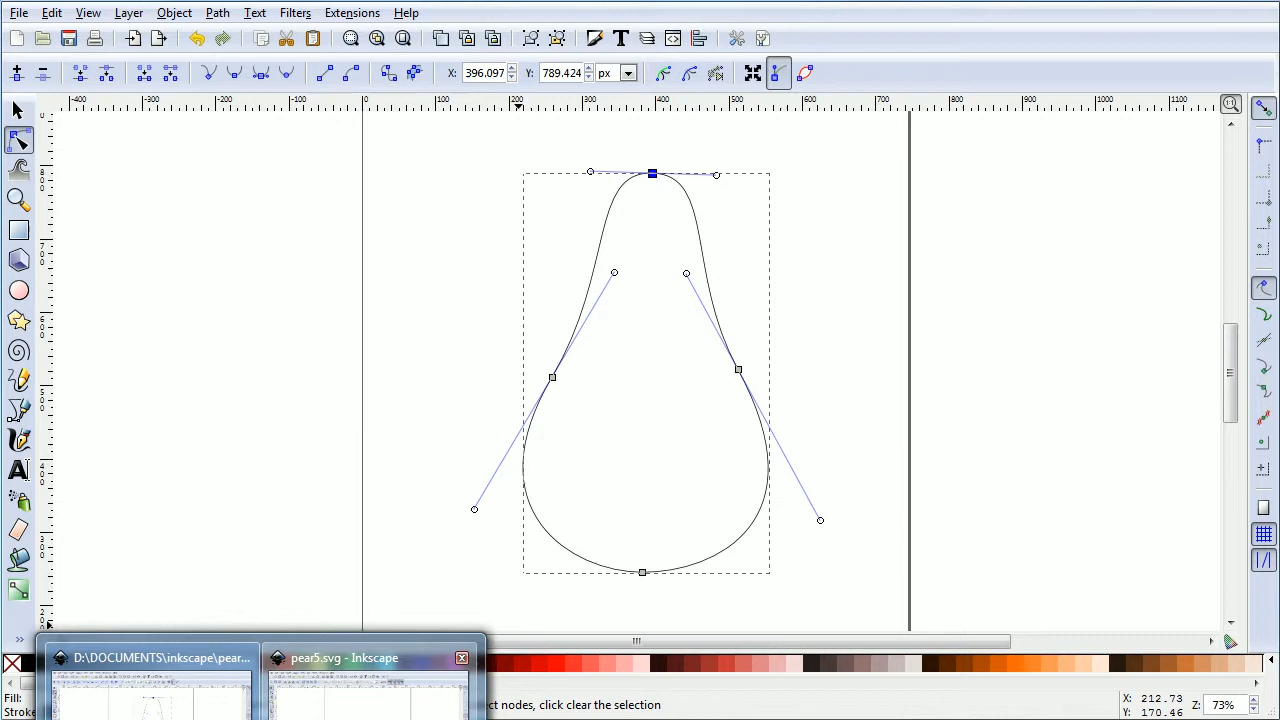 File Edit View Layer Object Path Text Filters Extensions Help
X: 396.097 Y: 789.424 px
-400 -300 -200 -100 0 200 300 400 500 600 700 800 900 1000 1100
D:\DOCUMENTS\inkscape\pear... pear5.svg - Inkscape
Fill
ct nodes, click clear the selection
X: 212.73
Y: 170.46
Z: 73%